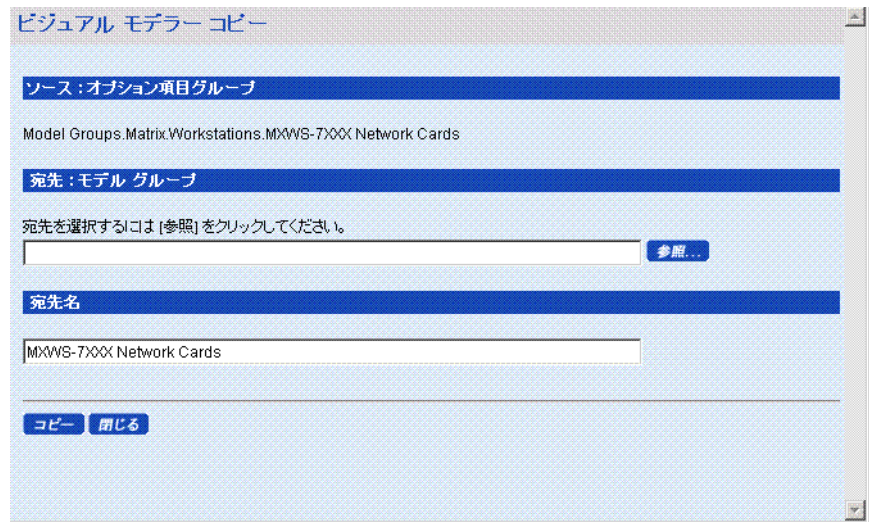 ビジュアル モデラー コピー
ソース : オプション項目グループ
Model Groups.Matrix.Workstations.MXWS-7XXX Network Cards
宛先 : モデル グループ
宛先を選択するには [参照] をクリックしてください。
参照...
宛先名
MXWS-7XXX Network Cards
コピー 閉じる